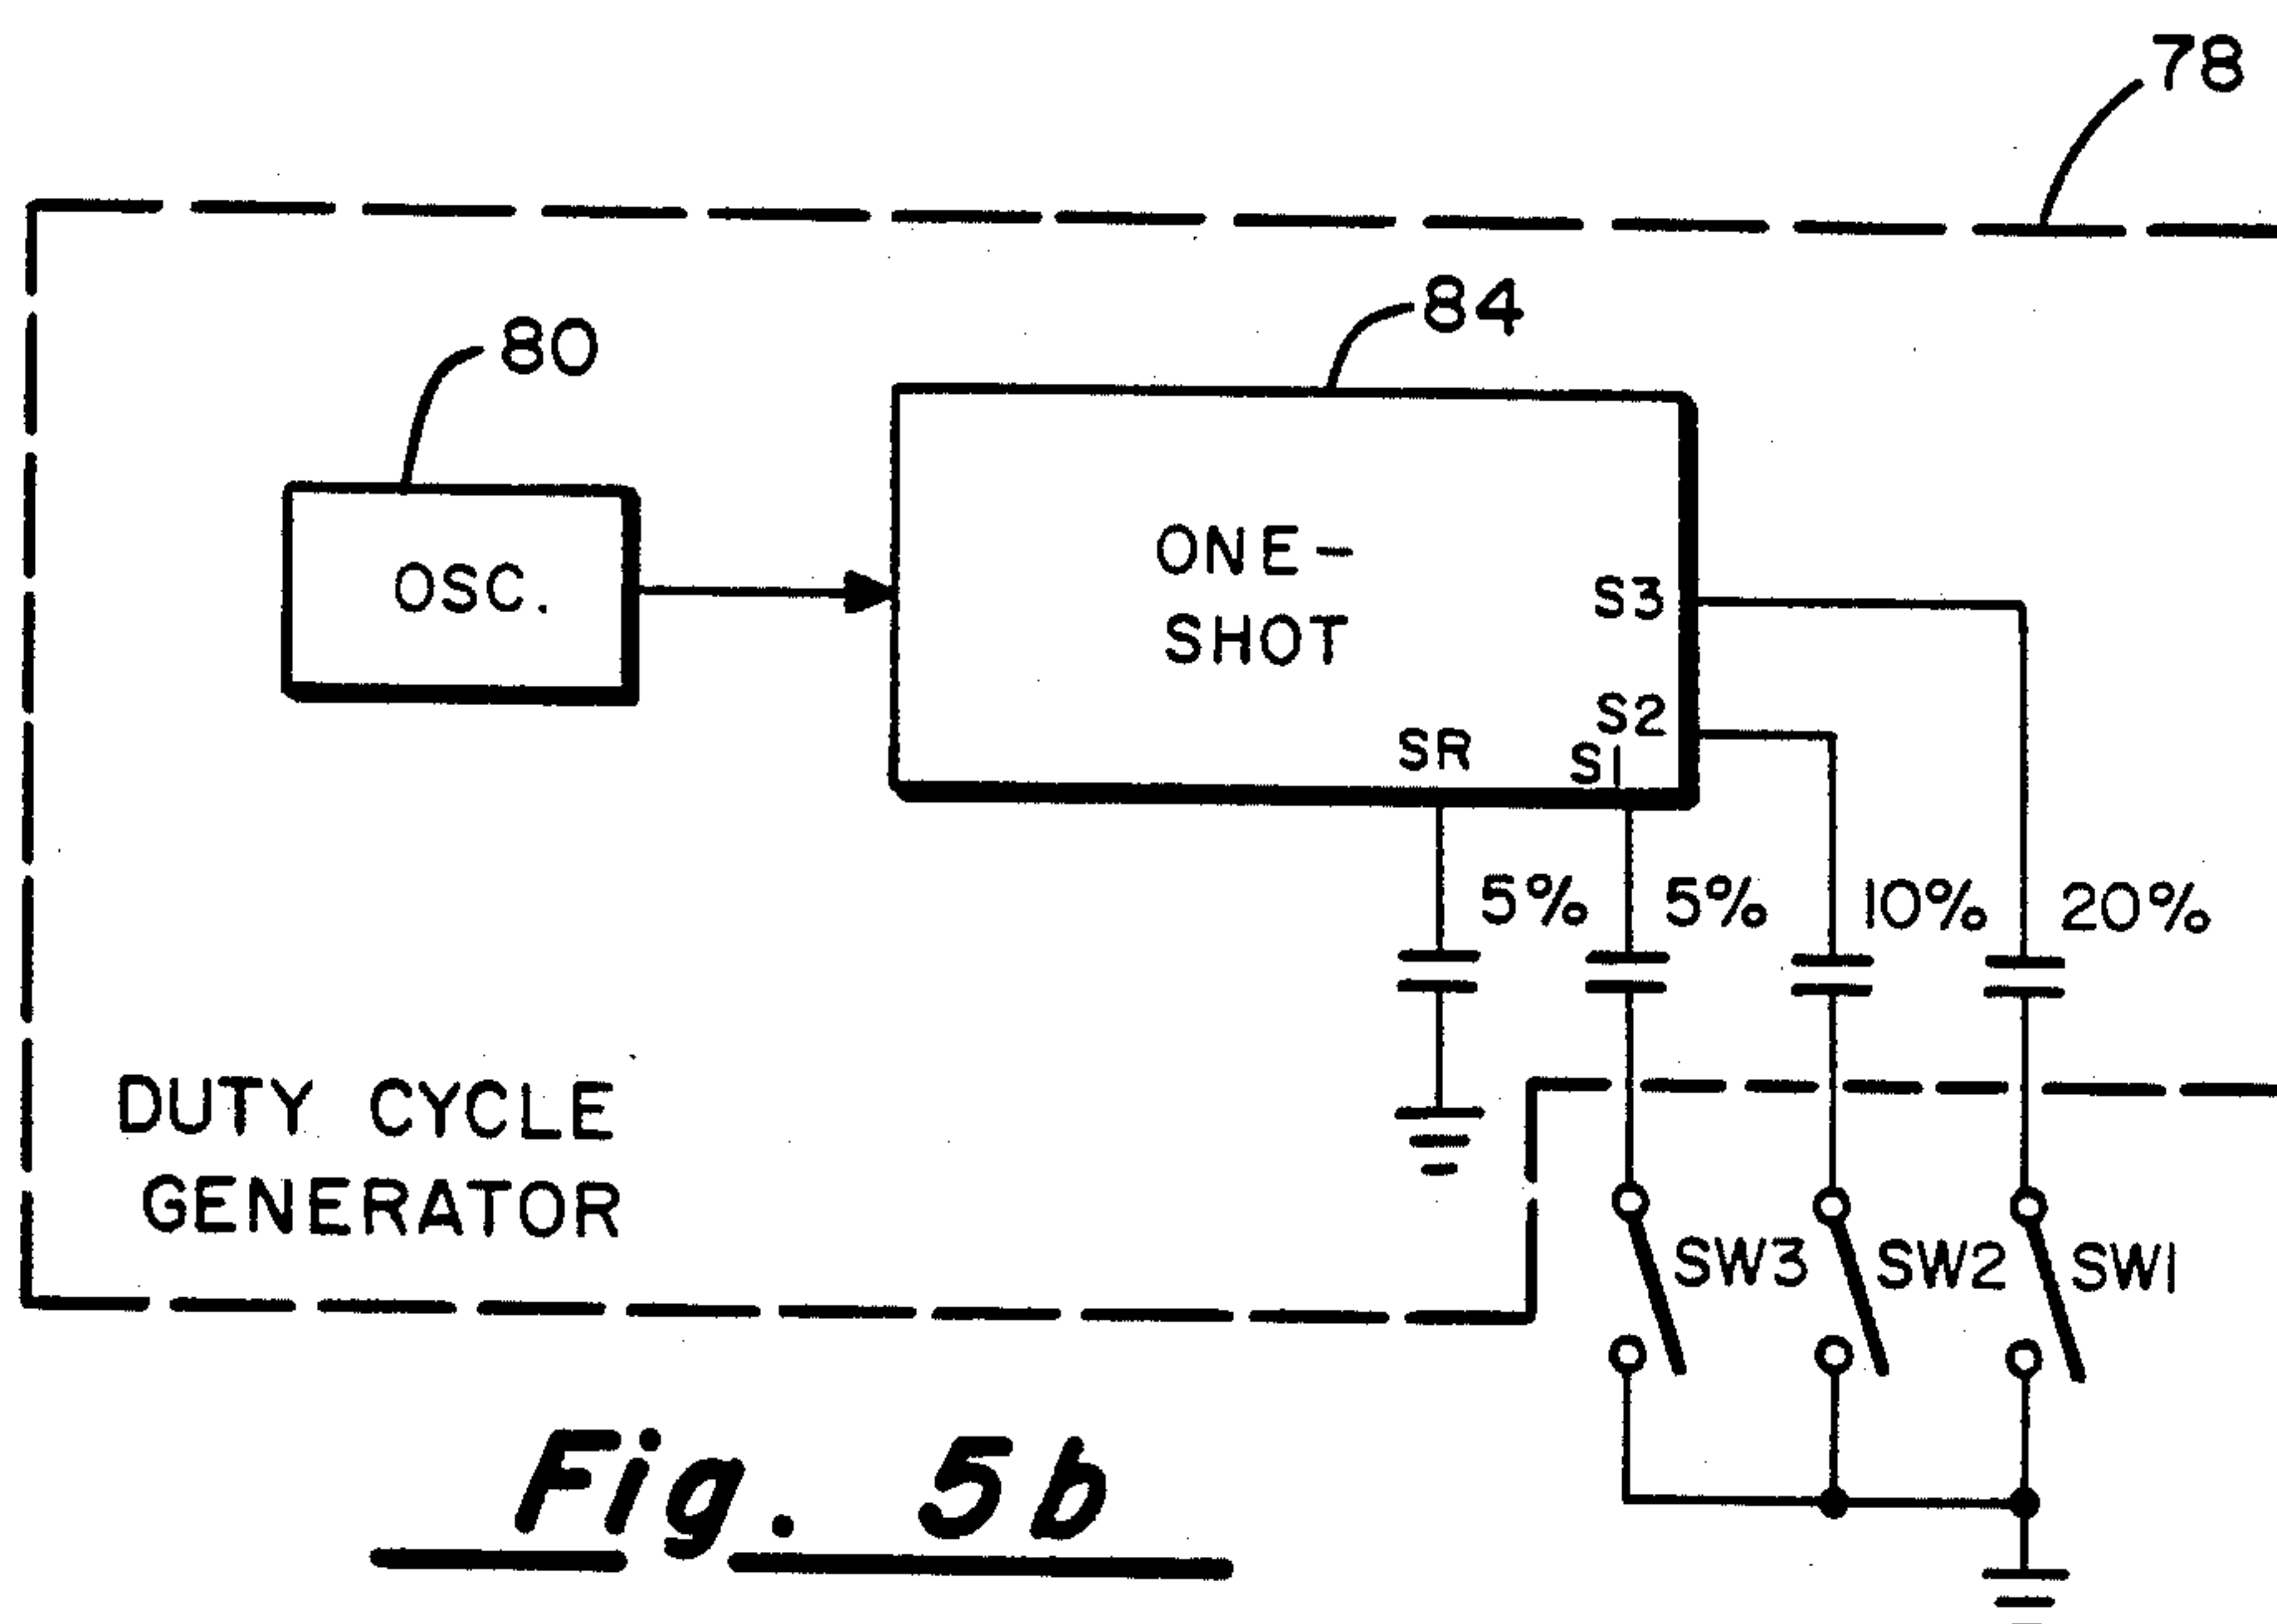 78
84
80
ONE-
SHOT
OSC.
S3
S2
SR
S1
5% 5% 10% 20%
DUTY CYCLE
GENERATOR
SW3 SW2 SW1
Fig. 5b